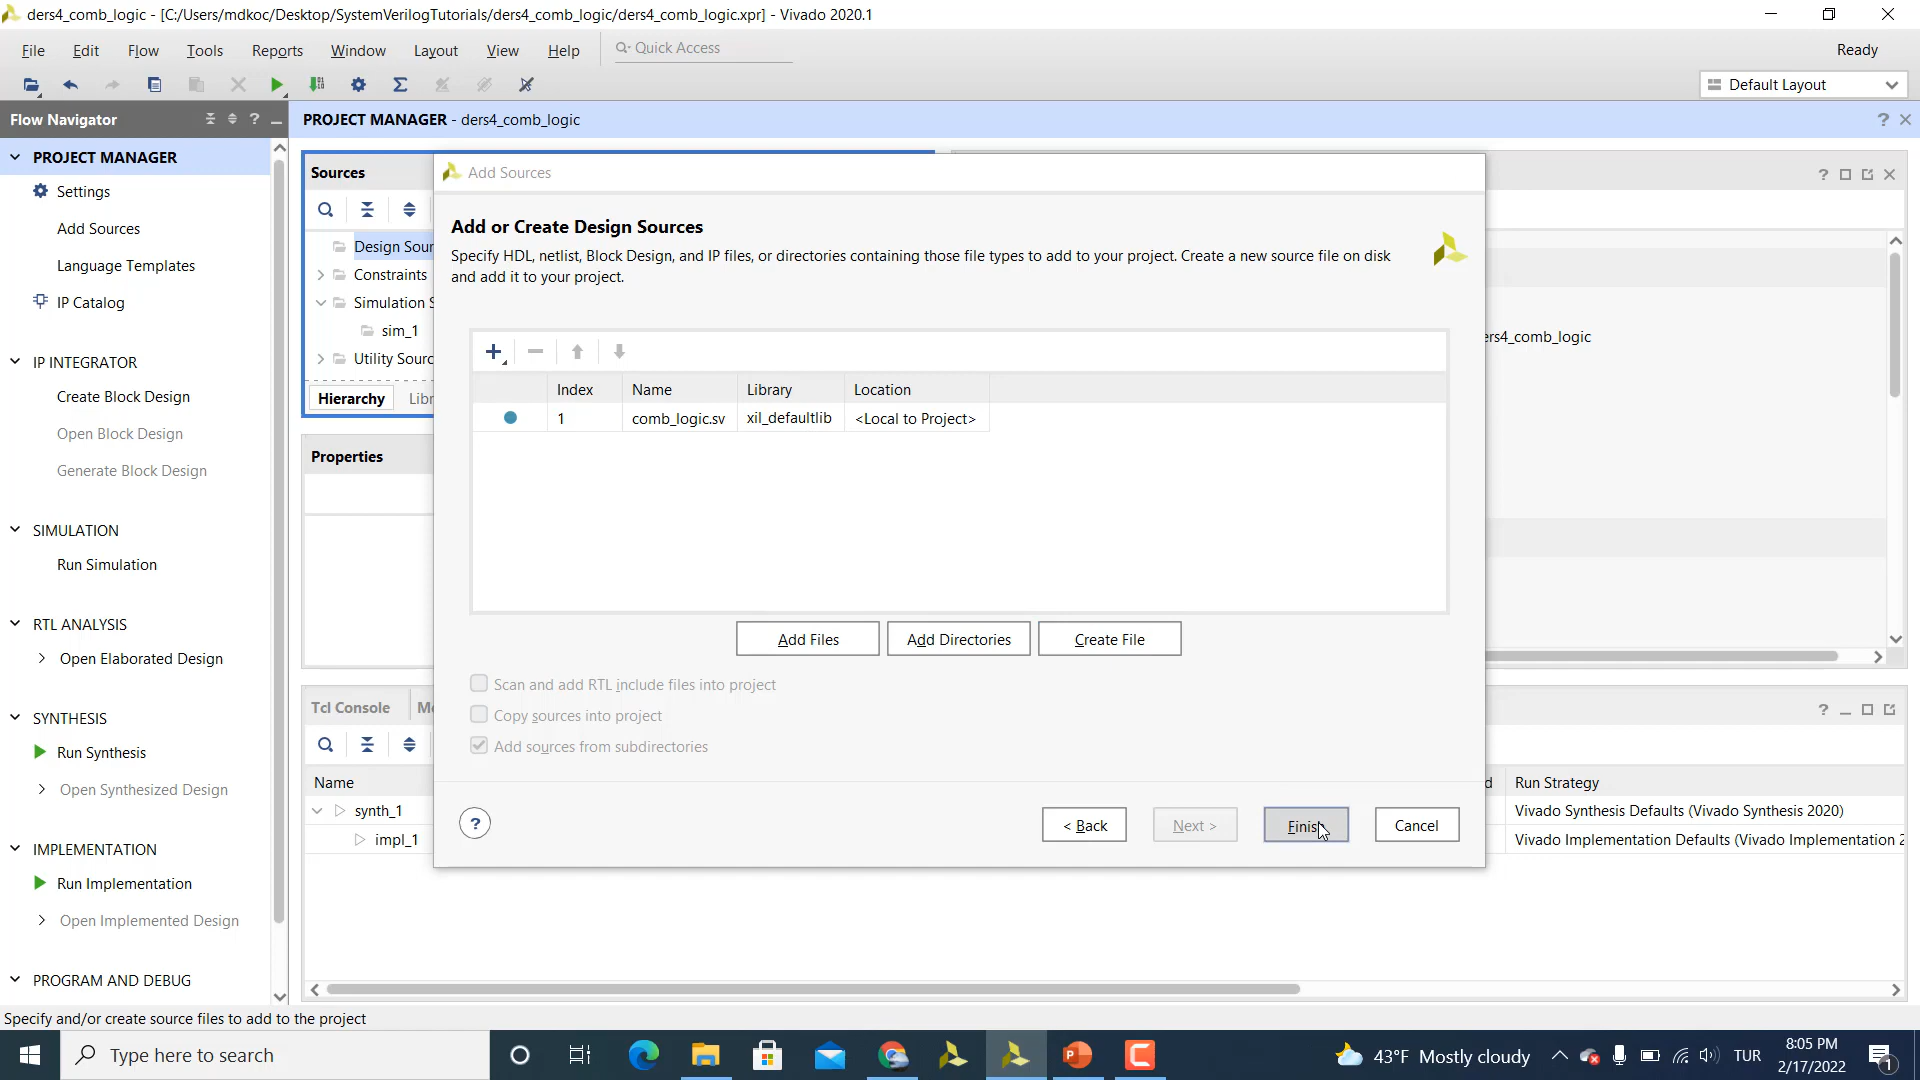 ders4_comb_logic - [C:/Users/mdkoc/Desktop/SystemVerilogTutorials/ders4_comb_logic/ders4_comb_logic.xpr] - Vivado 2020.1
File Edit Flow Tools Reports Window Layout View Help Quick Access Ready
Default Layout
Flow Navigator
PROJECT MANAGER - ders4_comb_logic
PROJECT MANAGER
Settings
Add Sources
Language Templates
IP Catalog
IP INTEGRATOR
Create Block Design
Open Block Design
Generate Block Design
SIMULATION
Run Simulation
RTL ANALYSIS
Open Elaborated Design
SYNTHESIS
Run Synthesis
Open Synthesized Design
IMPLEMENTATION
Run Implementation
Open Implemented Design
PROGRAM AND DEBUG
Sources
Design Sour
Constraints
Simulation S
sim_1
Utility Sourc
Hierarchy Libr
Properties
Tcl Console Me
Name
synth_1
impl_1
Add Sources
Add or Create Design Sources
Specify HDL, netlist, Block Design, and IP files, or directories containing those file types to add to your project. Create a new source file on disk
and add it to your project.
Index Name Library Location
1 comb_logic.sv xil_defaultlib <Local to Project>
Add Files Add Directories Create File
Scan and add RTL include files into project
Copy sources into project
Add sources from subdirectories
? < Back Next > Finish Cancel
ers4_comb_logic
d Run Strategy
Vivado Synthesis Defaults (Vivado Synthesis 2020)
Vivado Implementation Defaults (Vivado Implementation 2
Specify and/or create source files to add to the project
Type here to search
43°F Mostly cloudy
TUR
8:05 PM
2/17/2022
1